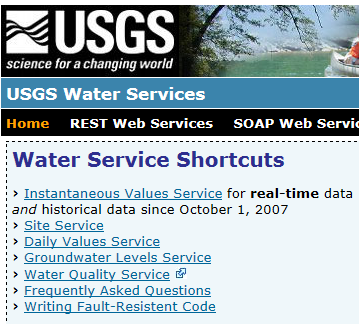 USGS
science for a changing world
USGS Water Services
Home REST Web Services SOAP Web Servic
Water Service Shortcuts
› Instantaneous Values Service for real-time data
and historical data since October 1, 2007
› Site Service
› Daily Values Service
› Groundwater Levels Service
› Water Quality Service
› Frequently Asked Questions
› Writing Fault-Resistent Code